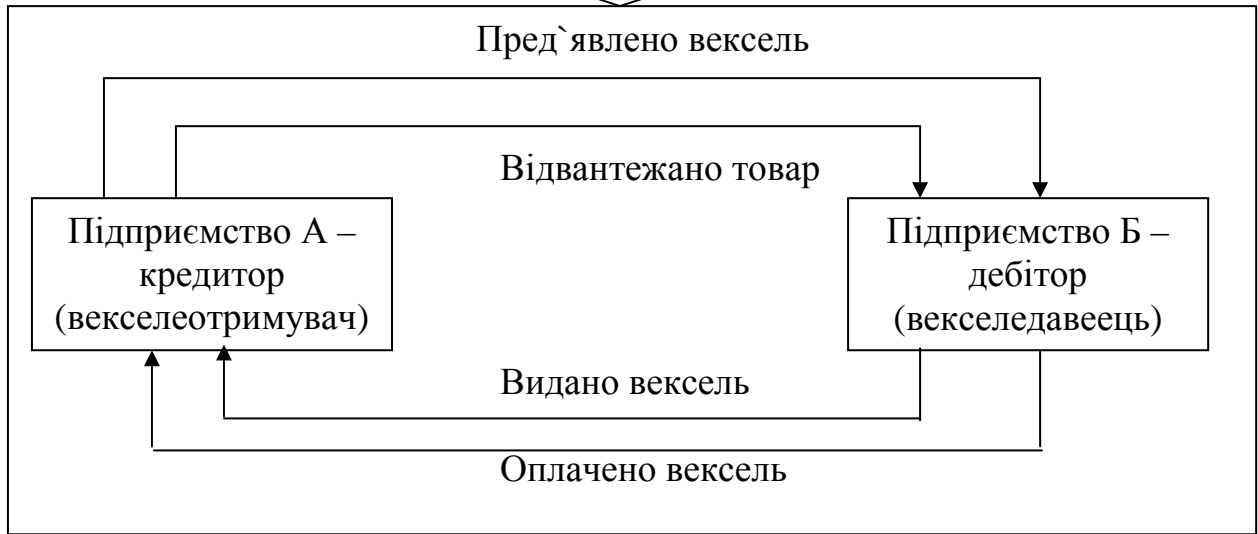 Пред`явлено вексель
Відвантежано товар
Підприємство А –
кредитор
(векселеотримувач)
Підприємство Б –
дебітор
(векселедавеець)
Видано вексель
Оплачено вексель